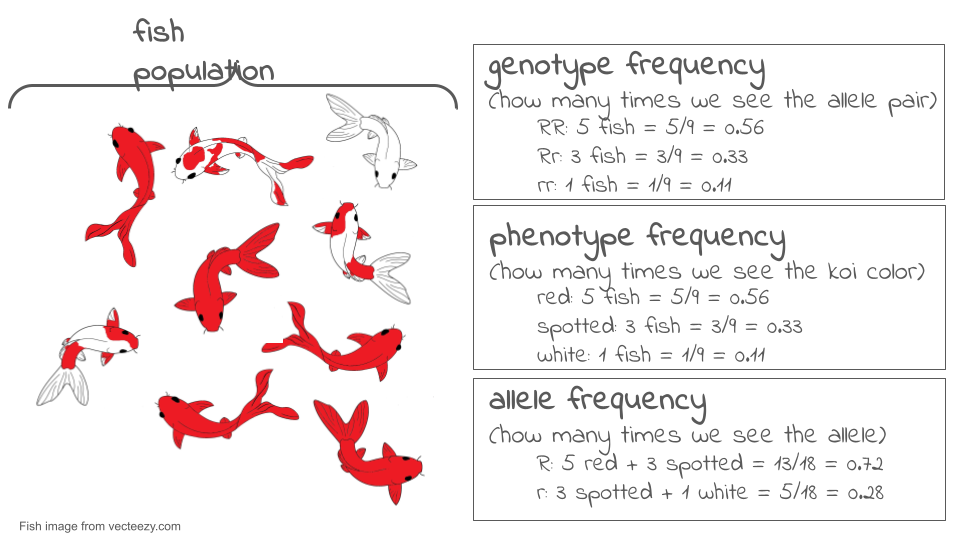 fish
population
genotype frequency
(how many times we see the allele pair)
RR: 5 fish = 5/9 = 0.56
Rr: 3 fish = 3/9 = 0.33
rr: 1 fish = 1/9 = 0.11
phenotype frequency
(how many times we see the koi color)
red: 5 fish = 5/9 = 0.56
spotted: 3 fish = 3/9 = 0.33
white: 1 fish = 1/9 = 0.11
allele frequency
(how many times we see the allele)
R: 5 red + 3 spotted = 13/18 = 0.72
r: 3 spotted + 1 white = 5/18 = 0.28
Fish image from vecteezy.com